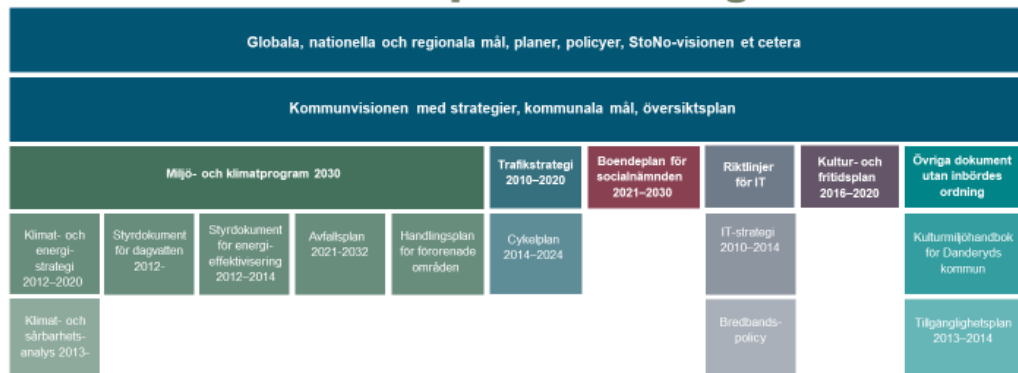 Globala, nationella och regionala mål, planer, policyer, StoNo-visionen et cetera
Kommunvisionen med strategier, kommunala mål, översiktsplan
Miljö- och klimatprogram 2030
Trafikstrategi
2010–2020
Boendeplan för
socialnämnden
2021–2030
Riktlinjer
för IT
Kultur- och
fritidsplan
2016–2020
Övriga dokument
utan inbördes
ordning
Klimat- och
energi-
strategi
2012–2020
Styrdokument
för dagvatten
2012-
Styrdokument
för energi-
effektivisering
2012–2014
Avfallsplan
2021-2032
Handlingsplan
för förorenade
områden
Cykelplan
2014–2024
IT-strategi
2010–2014
Kulturmiljöhandbok
för Danderyds
kommun
Klimat- och
sårbarhets-
analys 2013-
Bredbands-
policy
Tillgänglighetsplan
2013–2014